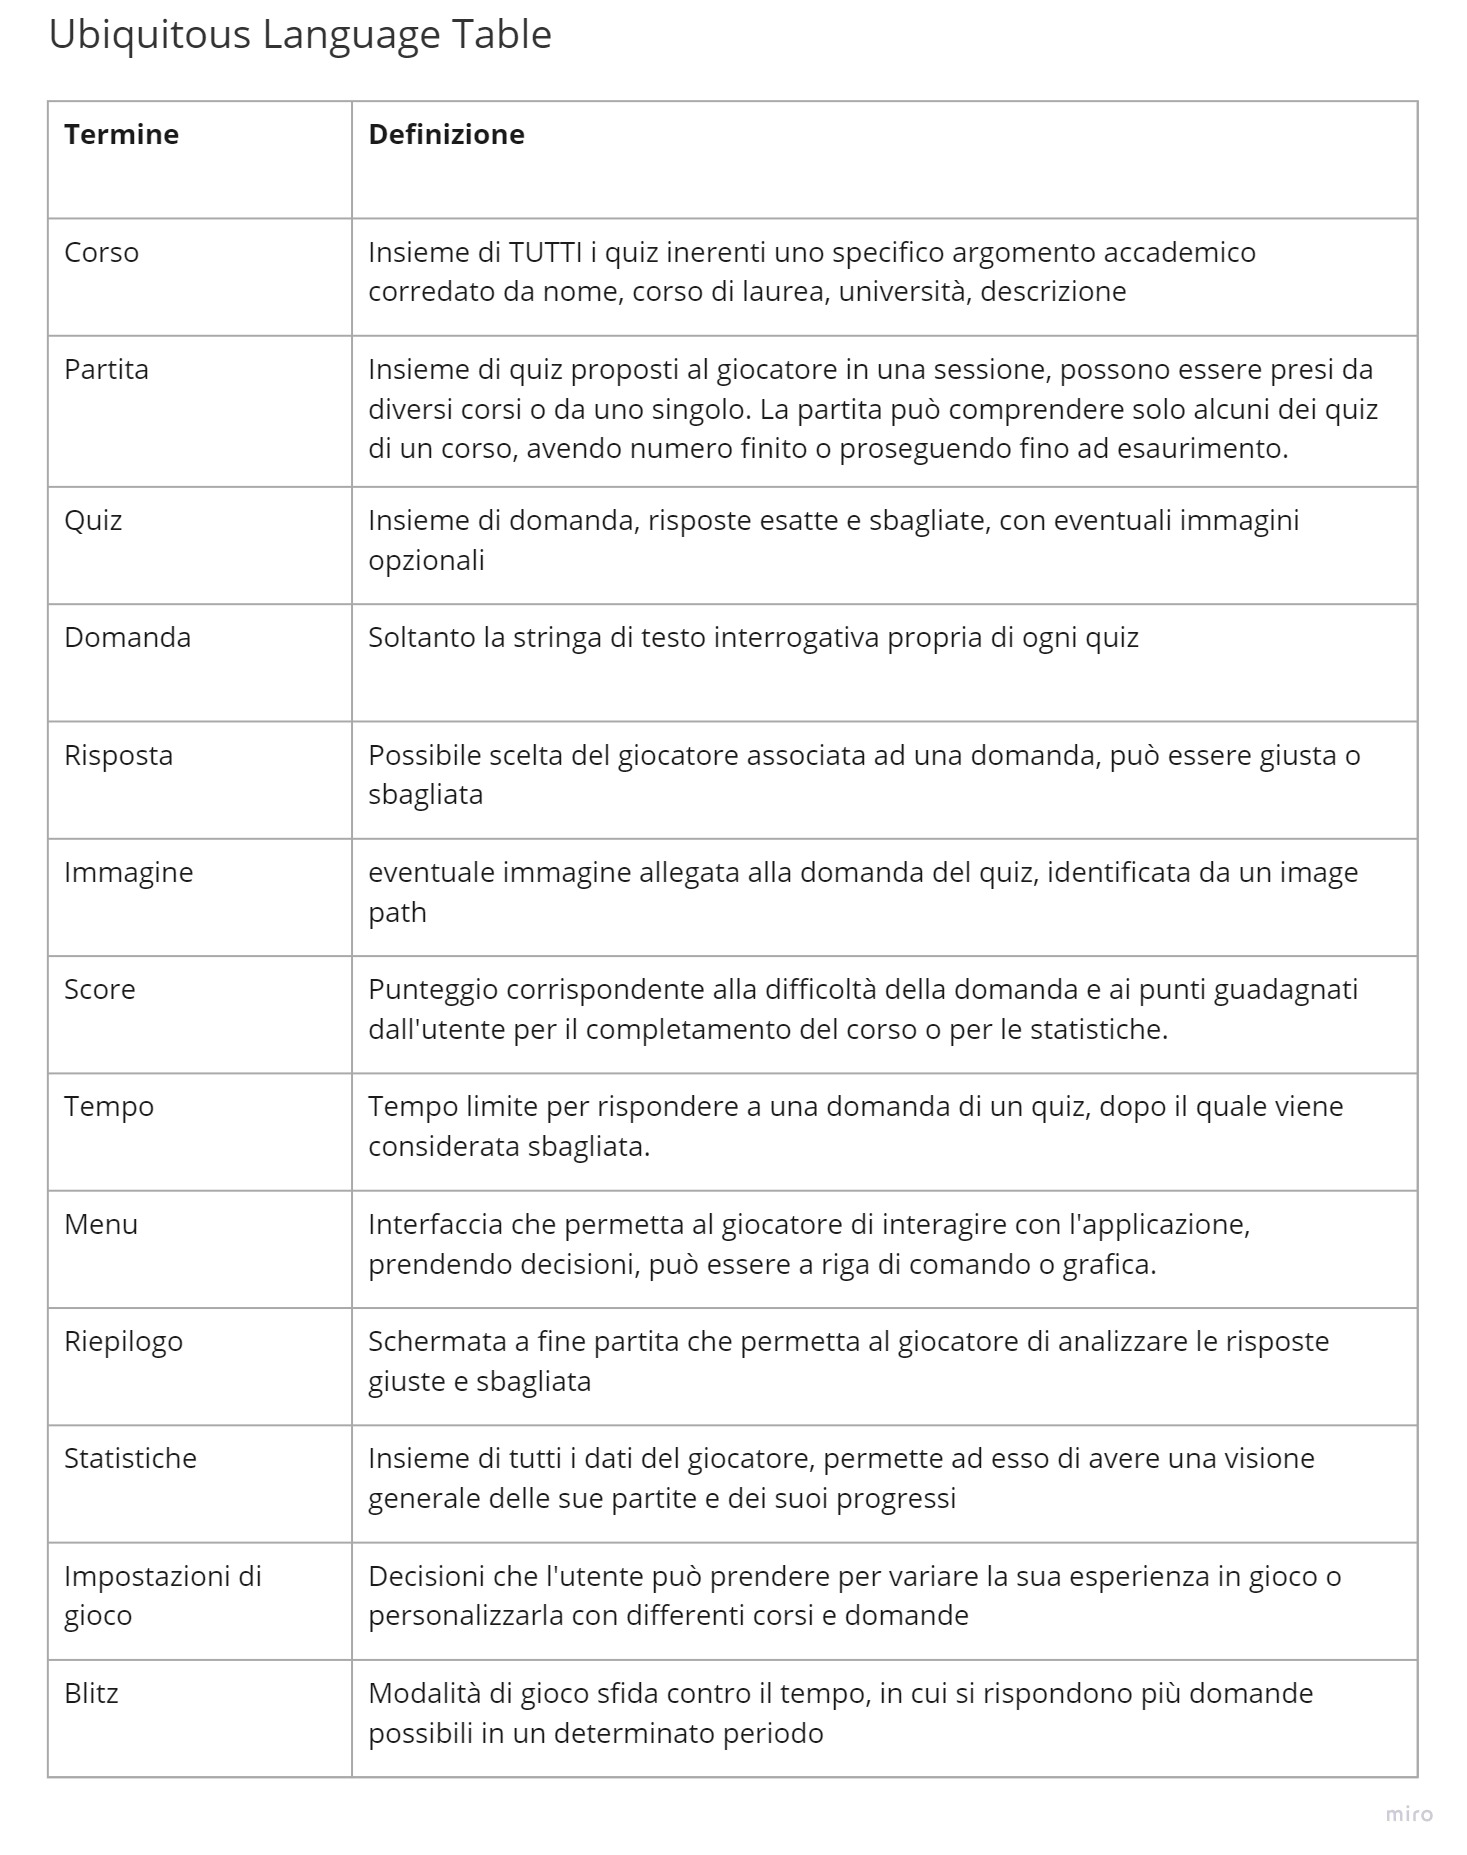 Ubiquitous Language Table
Termine
Definizione
Corso
Insieme di TUTTI i quiz inerenti uno specifico argomento accademico
corredato da nome, corso di laurea, università, descrizione
Partita
Insieme di quiz proposti al giocatore in una sessione, possono essere presi da
diversi corsi o da uno singolo. La partita può comprendere solo alcuni dei quiz
di un corso, avendo numero finito o proseguendo fino ad esaurimento.
Quiz
Insieme di domanda, risposte esatte e sbagliate, con eventuali immagini
opzionali
Domanda
Soltanto la stringa di testo interrogativa propria di ogni quiz
Risposta
Possibile scelta del giocatore associata ad una domanda, può essere giusta o
sbagliata
Immagine
eventuale immagine allegata alla domanda del quiz, identificata da un image
path
Score
Punteggio corrispondente alla difficoltà della domanda e ai punti guadagnati
dall'utente per il completamento del corso o per le statistiche.
Tempo
Tempo limite per rispondere a una domanda di un quiz, dopo il quale viene
considerata sbagliata.
Menu
Interfaccia che permetta al giocatore di interagire con l'applicazione,
prendendo decisioni, può essere a riga di comando o grafica.
Riepilogo
Schermata a fine partita che permetta al giocatore di analizzare le risposte
giuste e sbagliata
Statistiche
Insieme di tutti i dati del giocatore, permette ad esso di avere una visione
generale delle sue partite e dei suoi progressi
Impostazioni di
gioco
Decisioni che l'utente può prendere per variare la sua esperienza in gioco o
personalizzarla con differenti corsi e domande
Blitz
Modalità di gioco sfida contro il tempo, in cui si rispondono più domande
possibili in un determinato periodo
miro